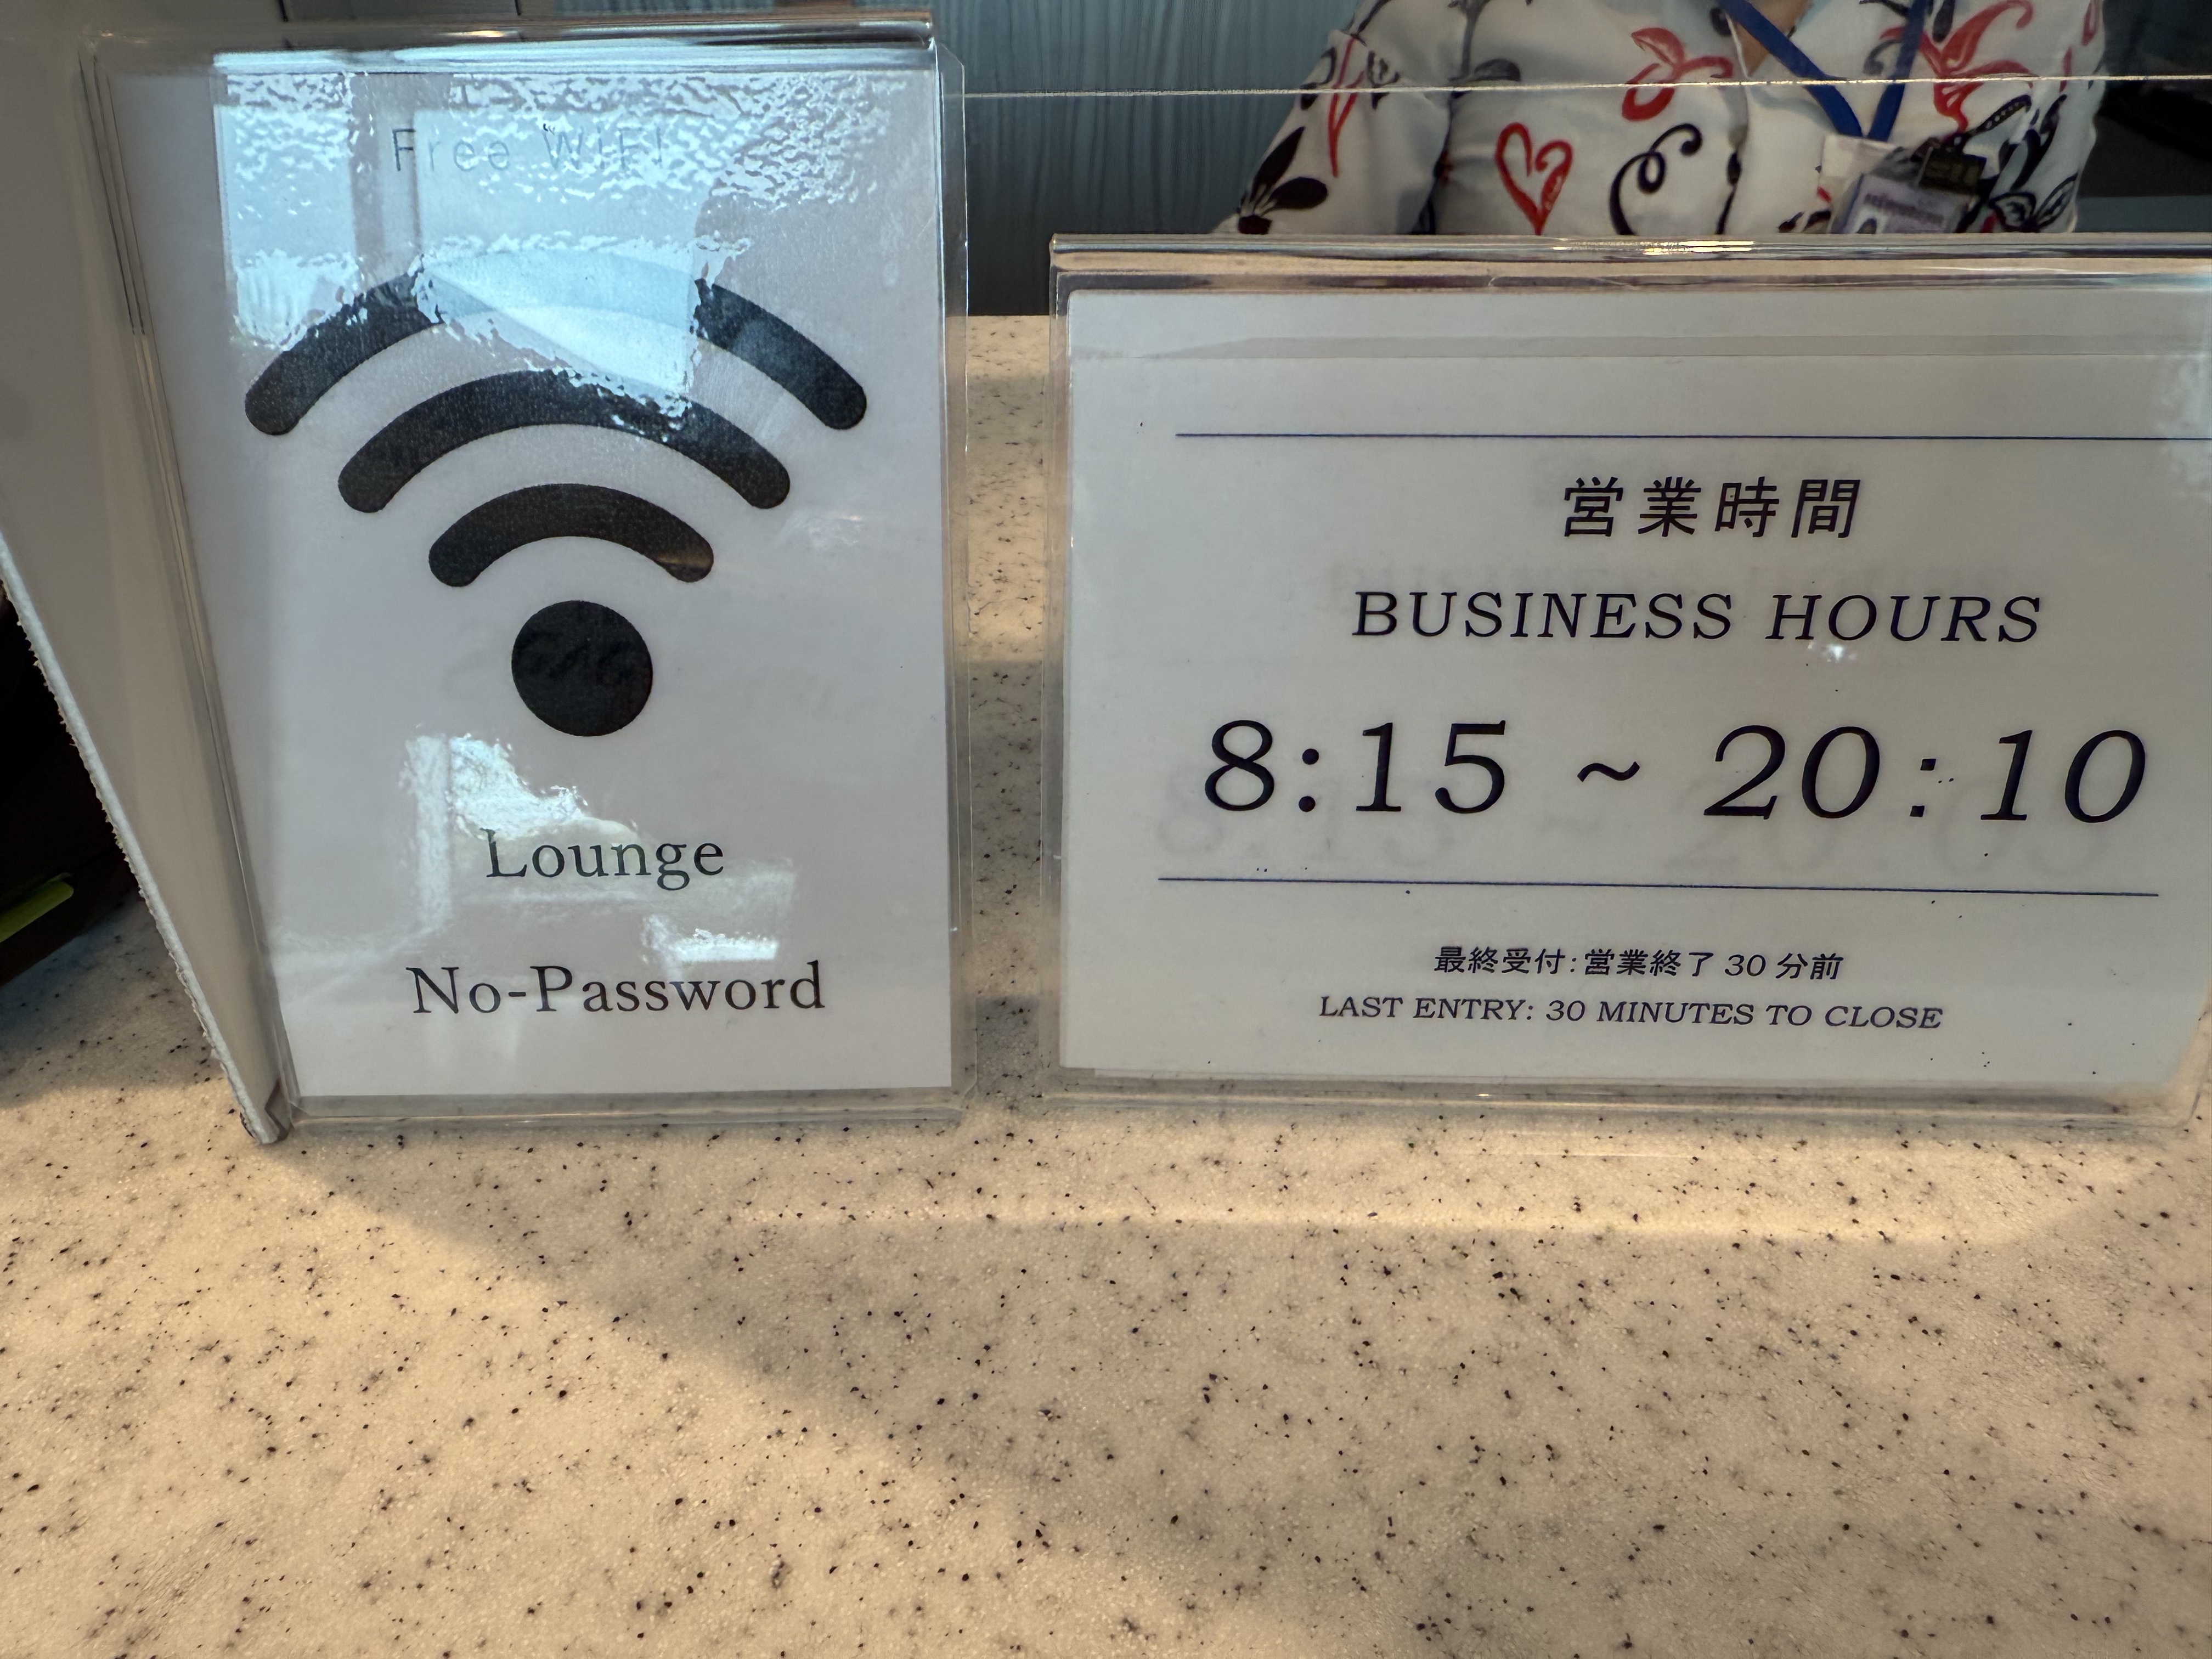 Free WiFi
Lounge
No-Password
営業時間
BUSINESS HOURS
8:15 ~ 20:10
最終受付:営業終了 30 分前
LAST ENTRY: 30 MINUTES TO CLOSE